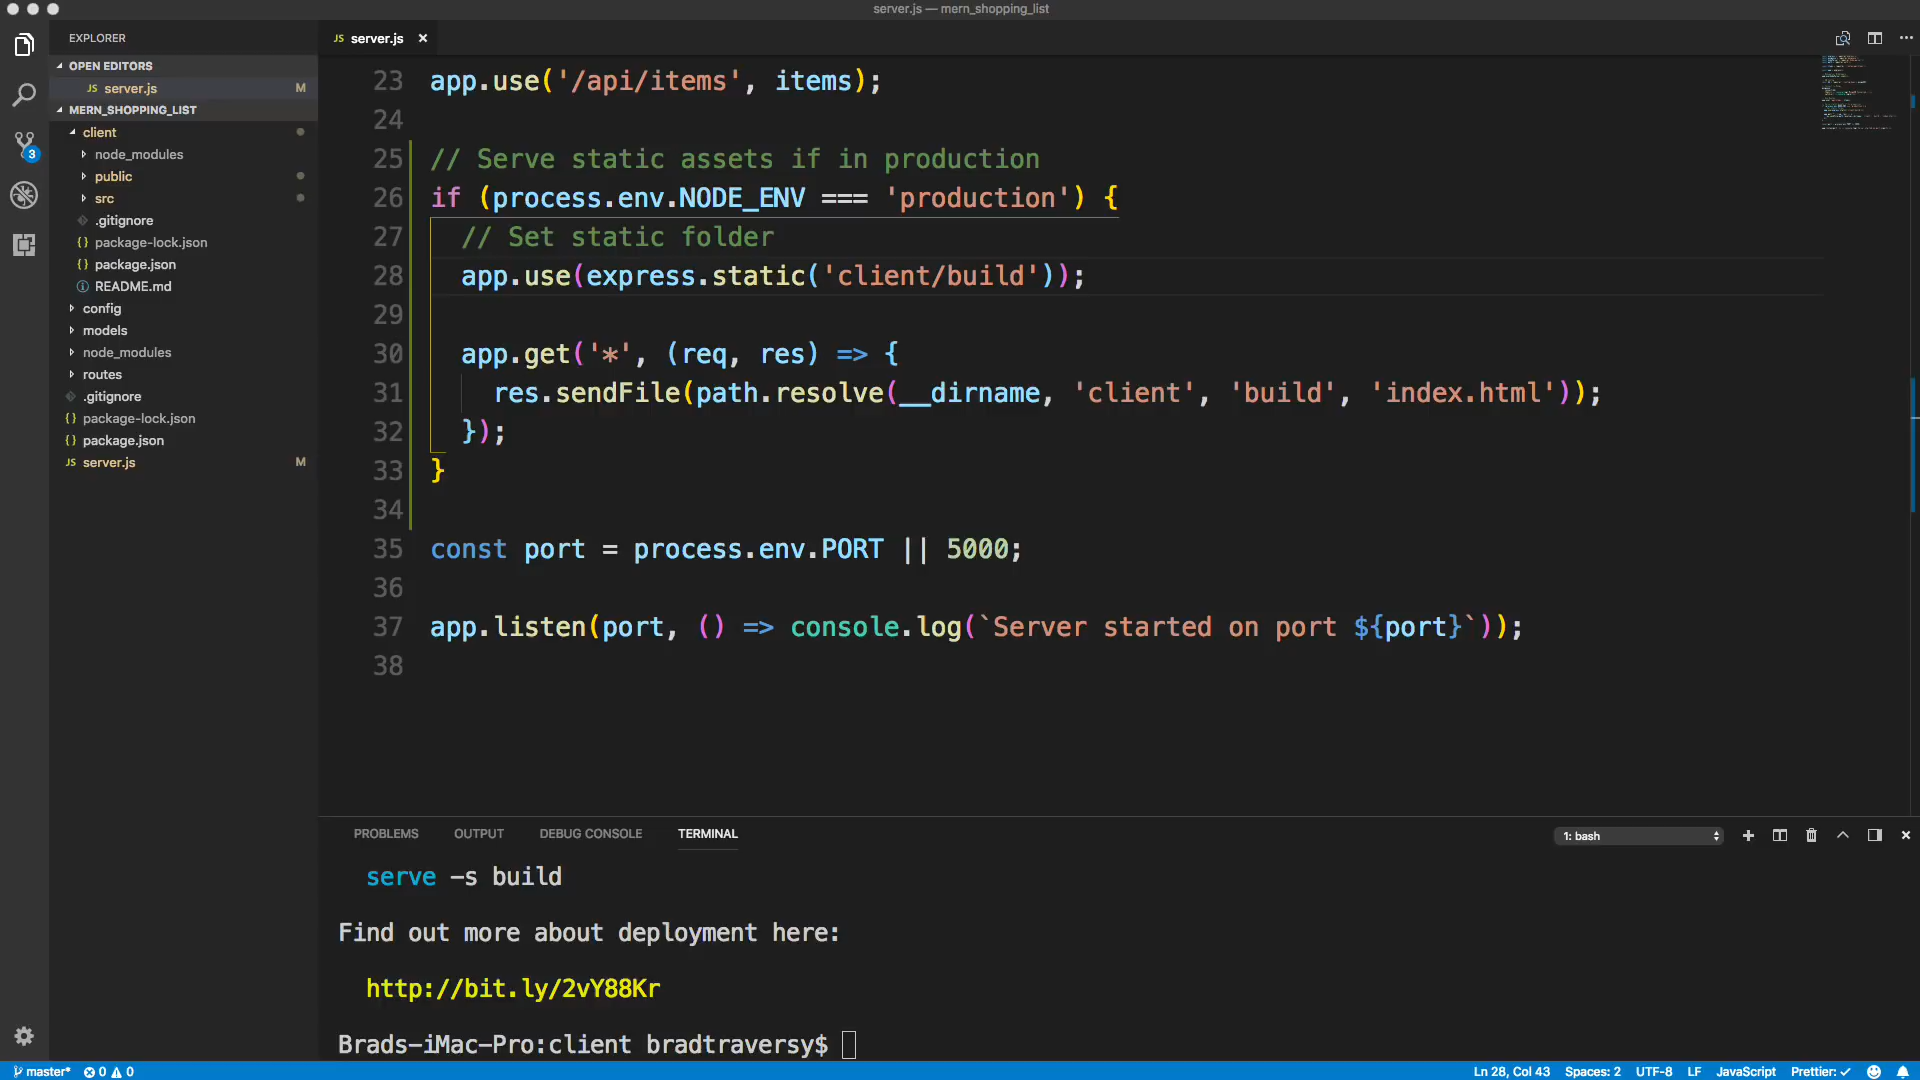 server.js — mern_shopping_list
EXPLORER
OPEN EDITORS
JS server.js M
MERN_SHOPPING_LIST
client
node_modules
public
src
.gitignore
{} package-lock.json
{} package.json
README.md
config
models
node_modules
routes
.gitignore
{} package-lock.json
{} package.json
JS server.js M
3
JS server.js ×
23 app.use('/api/items', items);
24
25 // Serve static assets if in production
26 if (process.env.NODE_ENV === 'production') {
27 // Set static folder
28 app.use(express.static('client/build'));
29
30 app.get('*', (req, res) => {
31 res.sendFile(path.resolve(__dirname, 'client', 'build', 'index.html'));
32 });
33 }
34
35 const port = process.env.PORT || 5000;
36
37 app.listen(port, () => console.log(`Server started on port ${port}`));
38
PROBLEMS OUTPUT DEBUG CONSOLE TERMINAL 1: bash
serve -s build
Find out more about deployment here:
http://bit.ly/2vY88Kr
Brads-iMac-Pro:client bradtraversy$
master* 0 0 Ln 28, Col 43 Spaces: 2 UTF-8 LF JavaScript Prettier: ✓